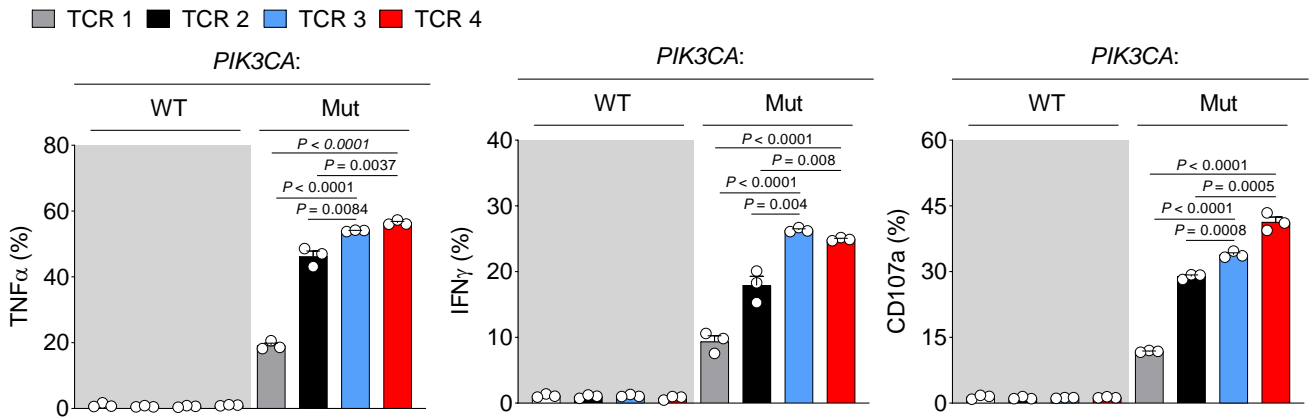 TCR 1 TCR 2 TCR 3 TCR 4
PIK3CA:
WT Mut
TNFα (%)
80
60
40
20
0
P < 0.0001
P = 0.0037
P < 0.0001
P = 0.0084
PIK3CA:
WT Mut
IFNγ (%)
40
30
20
10
0
P < 0.0001
P = 0.008
P < 0.0001
P = 0.004
PIK3CA:
WT Mut
CD107a (%)
60
45
30
15
0
P < 0.0001
P = 0.0005
P < 0.0001
P = 0.0008